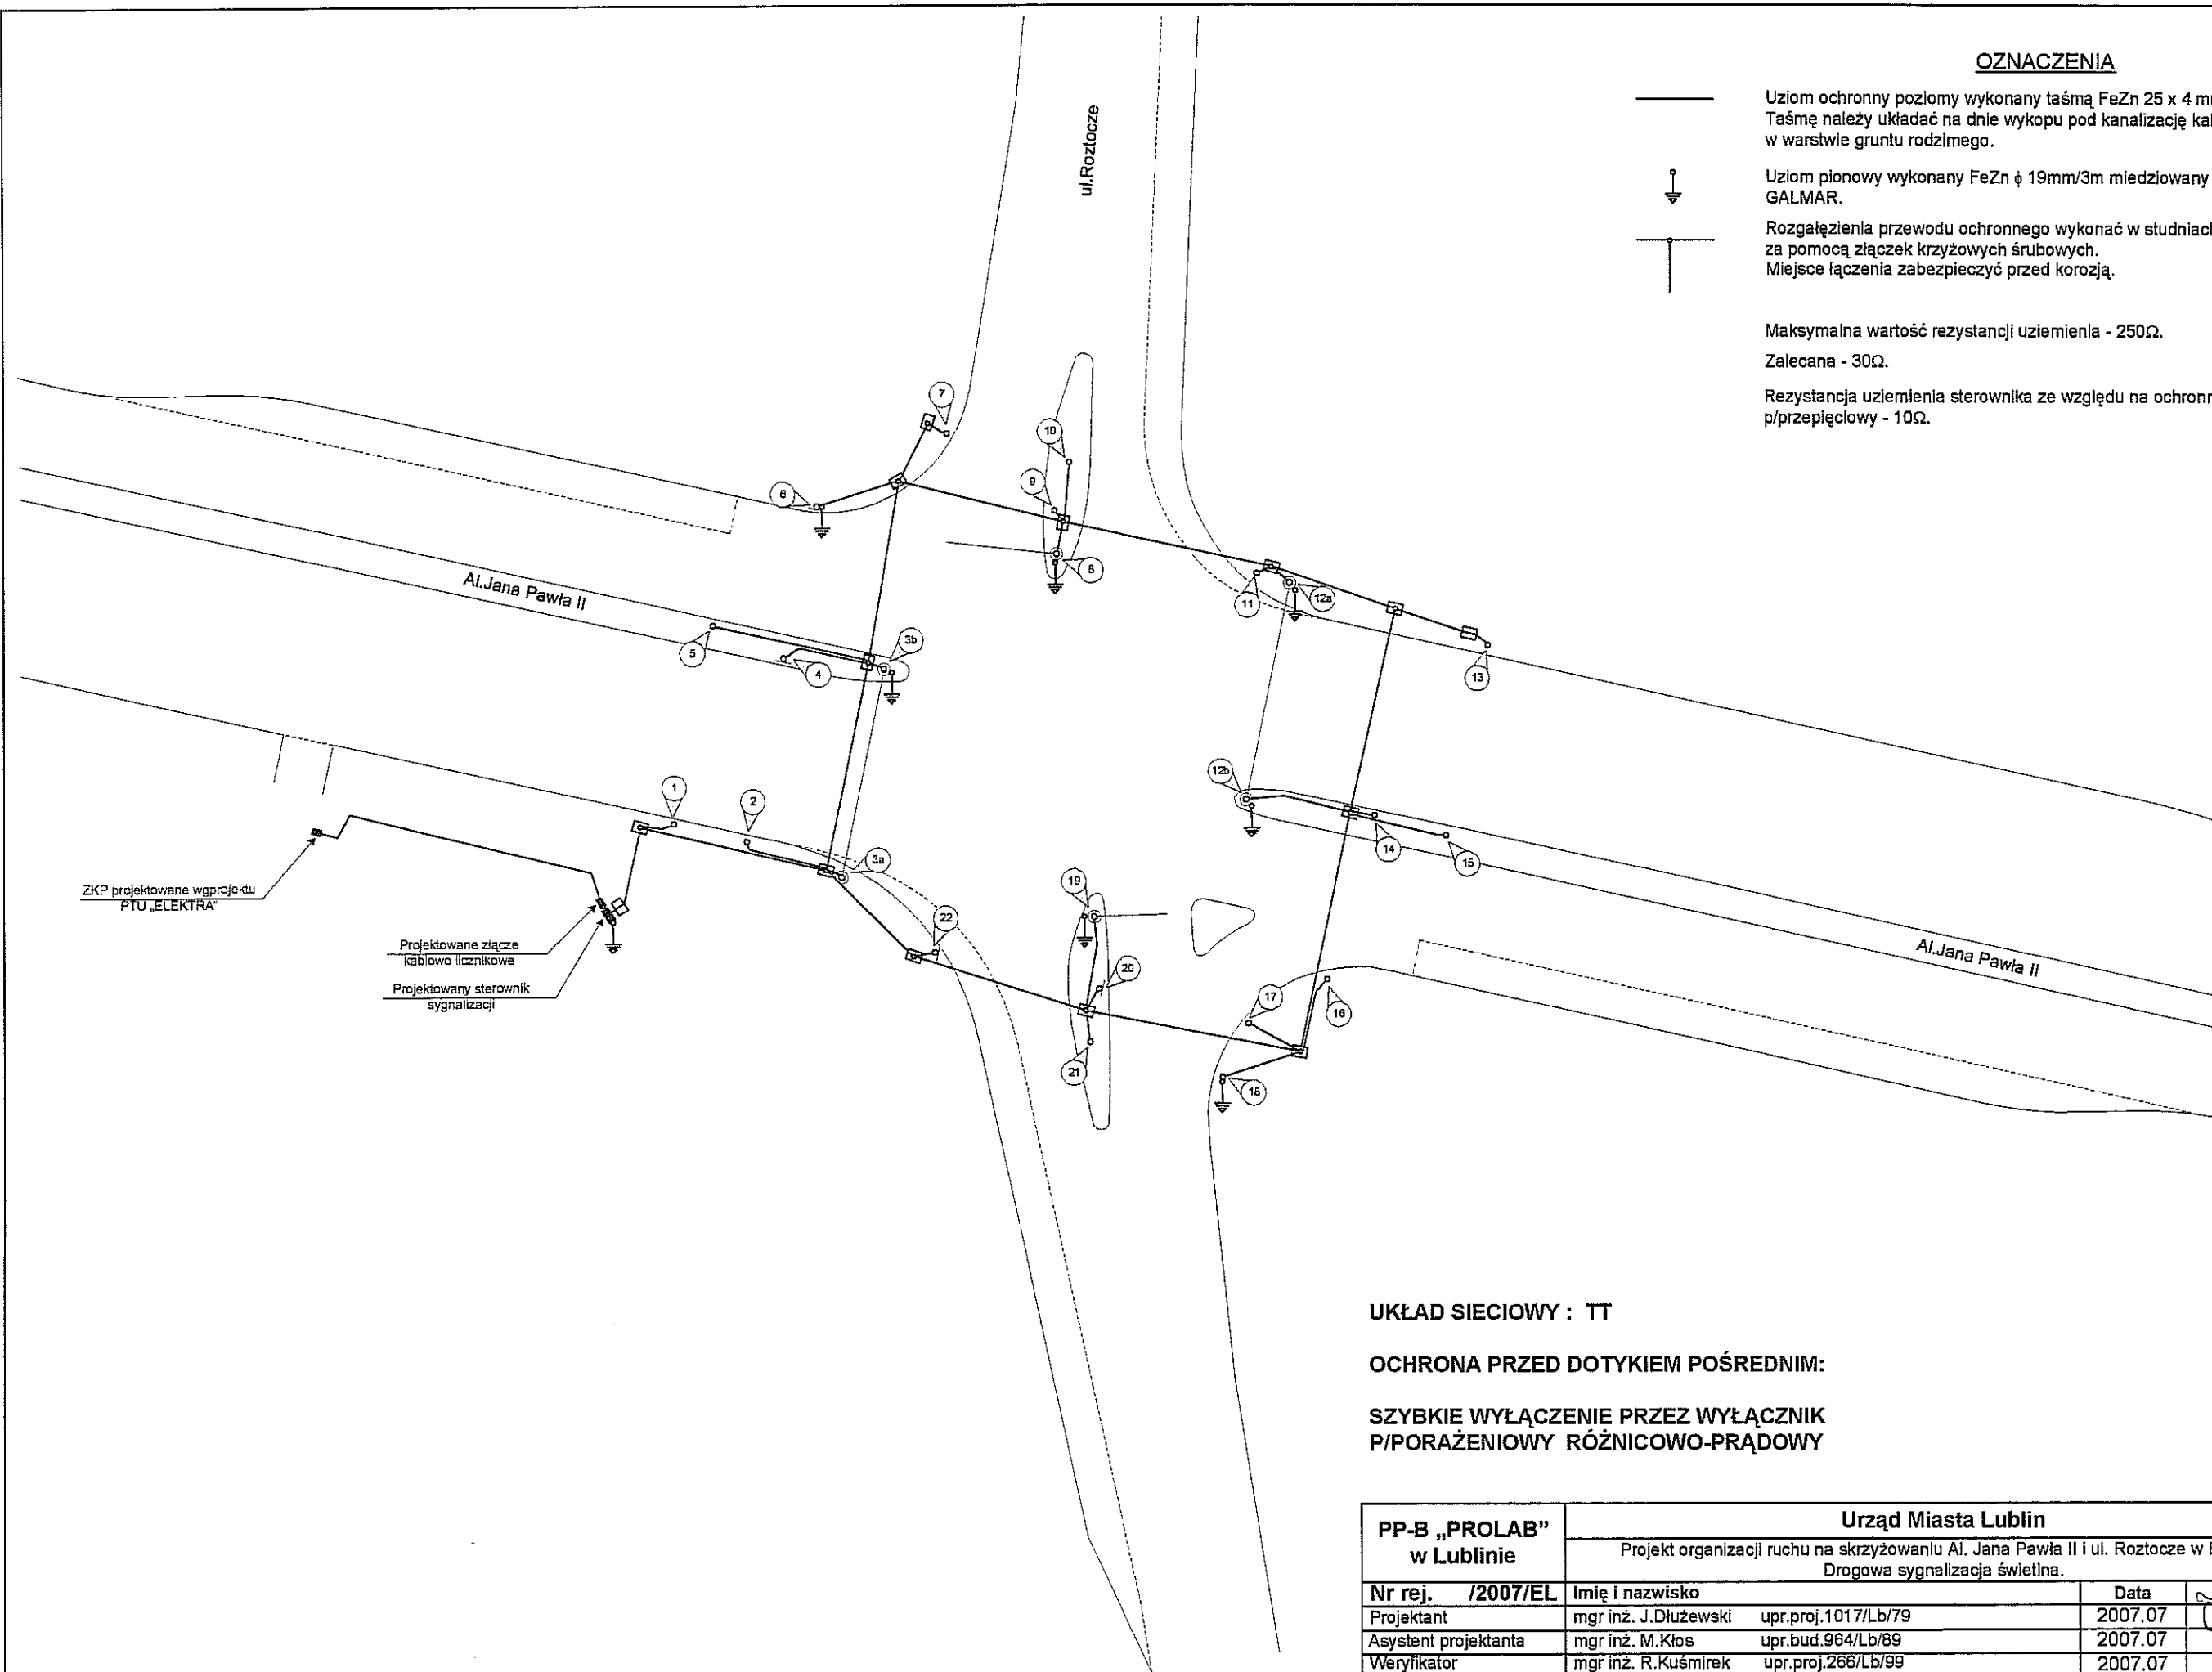 OZNACZENIA
Uziom ochronny poziomy wykonany taśmą FeZn 25 x 4
Taśmę należy układać na dnie wykopu pod kanalizację
w warstwie gruntu rodzimego.
Uziom pionowy wykonany FeZn ϕ 19mm/3m miedziowany
GALMAR.
Rozgałęzienia przewodu ochronnego wykonać w
za pomocą złączek krzyżowych śrubowych.
Miejsce łączenia zabezpieczyć przed korozją.
Maksymalna wartość rezystancji uziemienia - 250Ω.
Zalecana - 30Ω.
Rezystancja uziemienia sterownika ze względu na
p/przepięciowy - 10Ω.
ul.Roztocze
7
10
6
9
8
Al.Jana Pawła II
11
12a
5
4
3b
13
12b
1
2
14
15
3a
19
ZKP projektowane wgprojektu
PTU „ELEKTRA"
22
Projektowane złącze
kablowo licznikowe
Al.Jana Pawła II
20
Projektowany sterownik
sygnalizacji
17
16
21
18
UKŁAD SIECIOWY : TT
OCHRONA PRZED DOTYKIEM POŚREDNIM:
SZYBKIE WYŁĄCZENIE PRZEZ WYŁĄCZNIK
P/PORAŻENIOWY RÓŻNICOWO-PRĄDOWY
PP-B „PROLAB”
w Lublinie
Urząd Miasta Lublin
Projekt organizacji ruchu na skrzyżowaniu Al. Jana Pawła II i ul. Roztocze w
Drogowa sygnalizacja świetlna.
Nr rej. /2007/EL Imię i nazwisko Data
Projektant mgr inż. J.Dłużewski upr.proj.1017/Lb/79 2007.07
Asystent projektanta mgr inż. M.Kłos upr.bud.964/Lb/89 2007.07
Weryfikator mgr inż. R.Kuśmirek upr.proj.266/Lb/99 2007.07